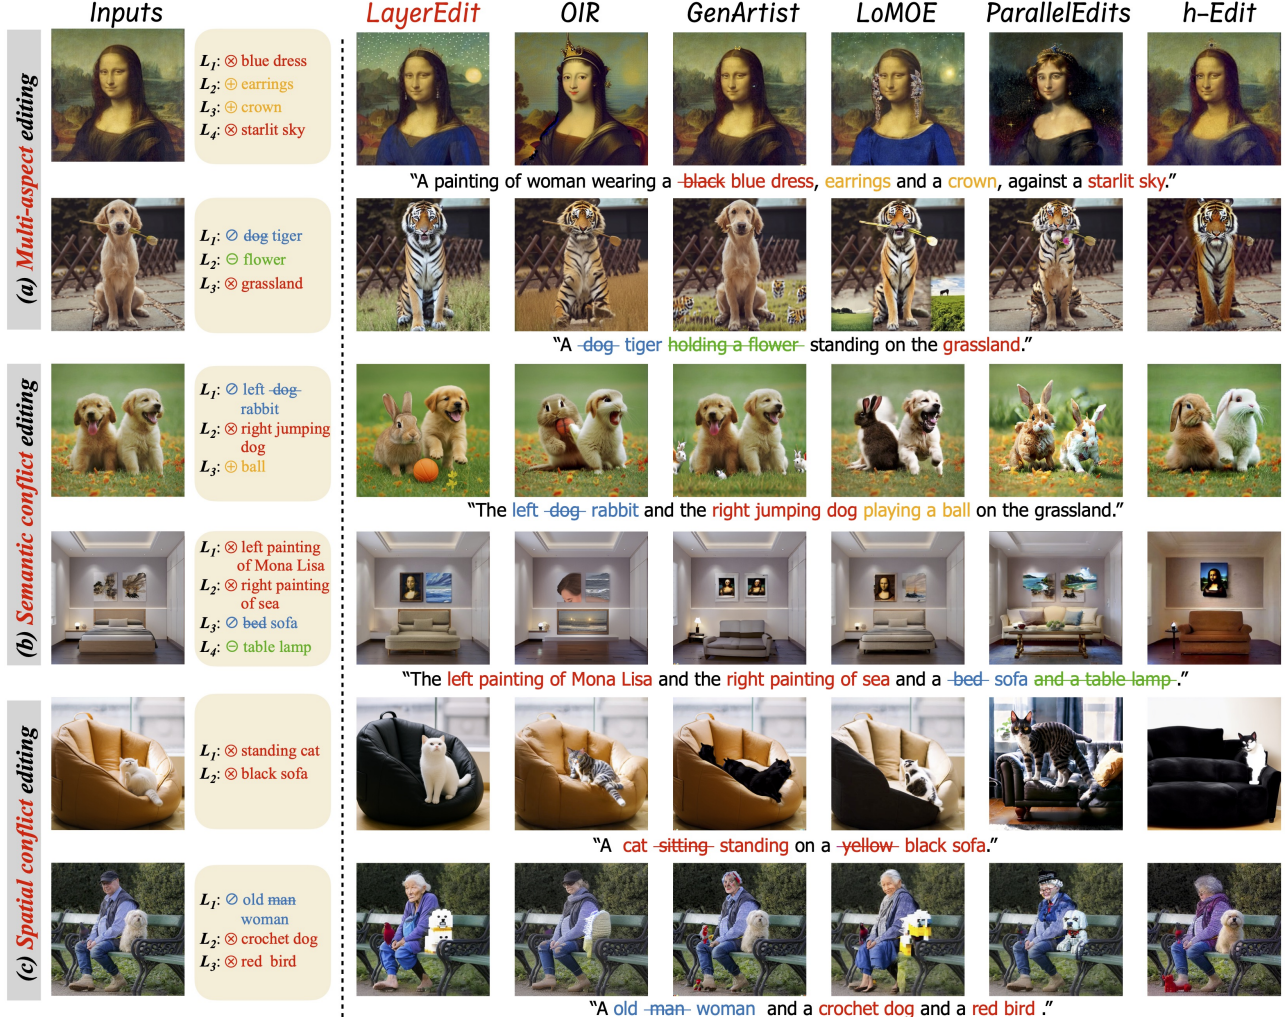 Inputs LayerEdit OIR GenArtist LoMOE ParallelEdits h-Edit
(a) Multi-aspect editing
L1: ⊗ blue dress
L2: ⊕ earrings
L3: ⊕ crown
L4: ⊗ starlit sky
“A painting of woman wearing a black blue dress, earrings and a crown, against a starlit sky.”
L1: ⊘ dog tiger
L2: ⊖ flower
L3: ⊗ grassland
“A dog tiger holding a flower standing on the grassland.”
(b) Semantic conflict editing
L1: ⊘ left dog
rabbit
L2: ⊗ right jumping
dog
L3: ⊕ ball
“The left dog rabbit and the right jumping dog playing a ball on the grassland.”
L1: ⊗ left painting
of Mona Lisa
L2: ⊗ right painting
of sea
L3: ⊘ bed sofa
L4: ⊖ table lamp
“The left painting of Mona Lisa and the right painting of sea and a bed sofa and a table lamp .”
(c) Spatial conflict editing
L1: ⊗ standing cat
L2: ⊗ black sofa
“A cat sitting standing on a yellow black sofa.”
L1: ⊘ old man
woman
L2: ⊗ crochet dog
L3: ⊗ red bird
“A old man woman and a crochet dog and a red bird .”